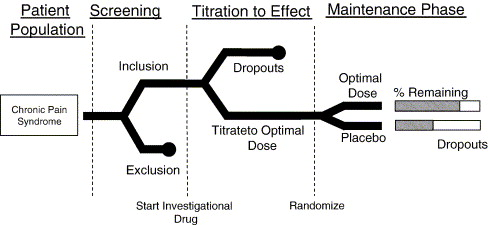 Patient
Population
Screening
Titration to Effect
Maintenance Phase
Inclusion
Dropouts
Optimal
Dose
% Remaining
Chronic Pain
Syndrome
Titrateto Optimal
Dose
Placebo
Dropouts
Exclusion
Start Investigational
Drug
Randomize